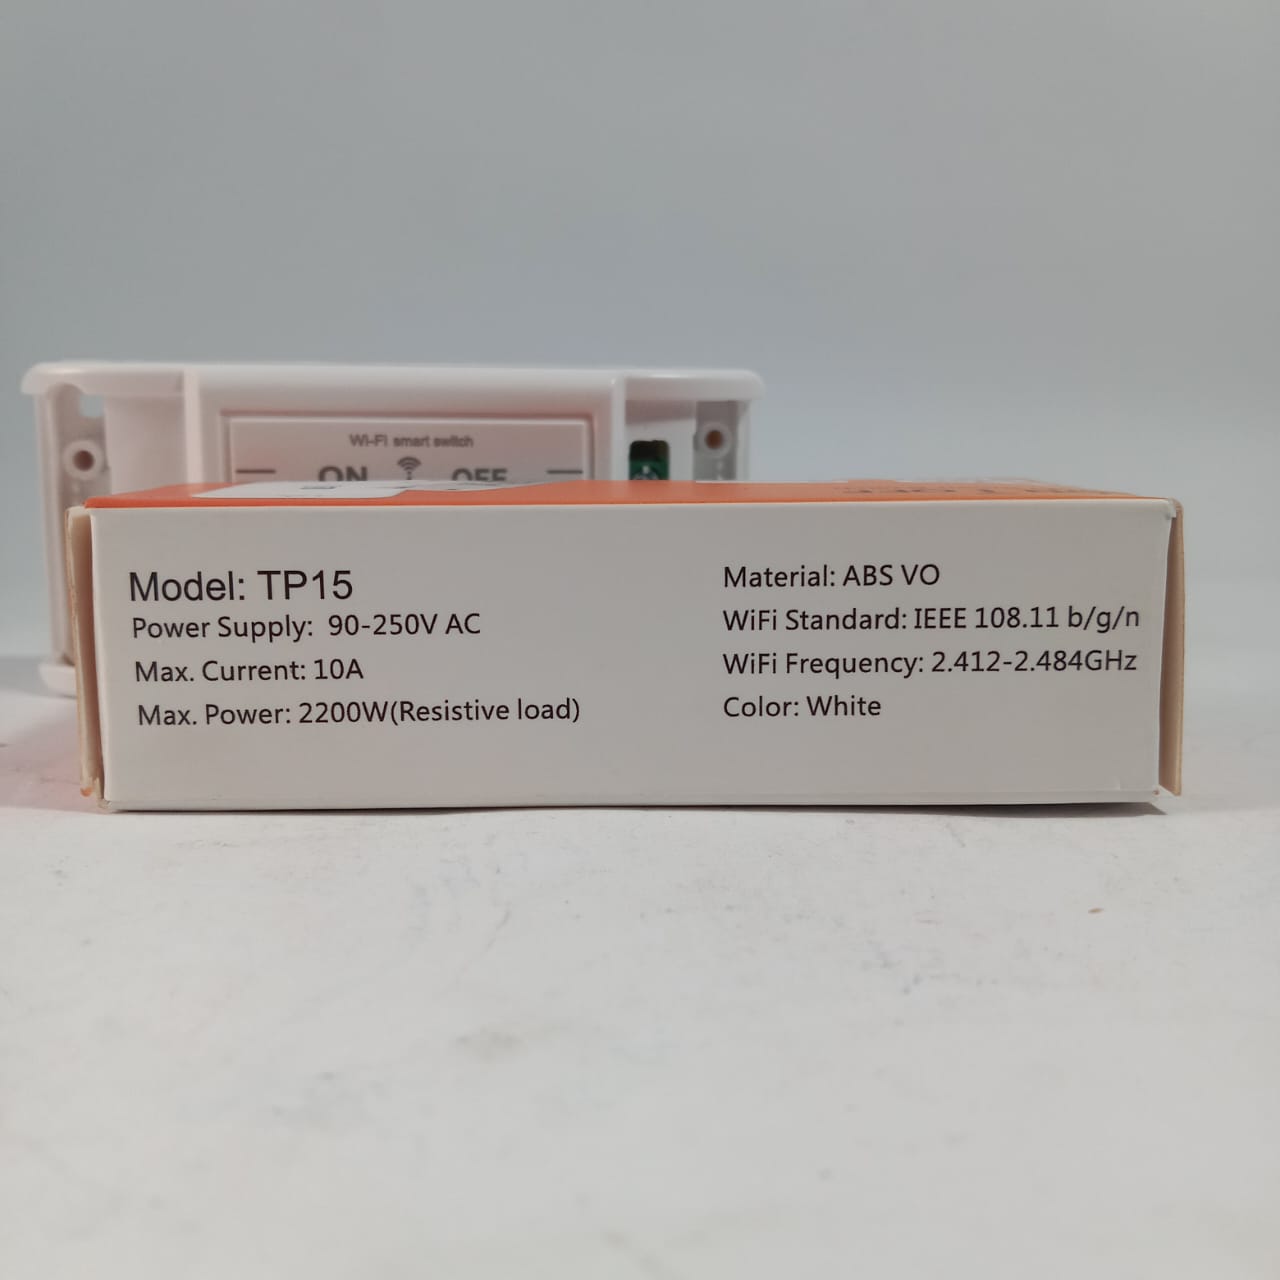 Wi-Fi smart switch
ON OFF
Model: TP15
Power Supply: 90-250V AC
Max. Current: 10A
Max. Power: 2200W(Resistive load)
Material: ABS VO
WiFi Standard: IEEE 108.11 b/g/n
WiFi Frequency: 2.412-2.484GHz
Color: White